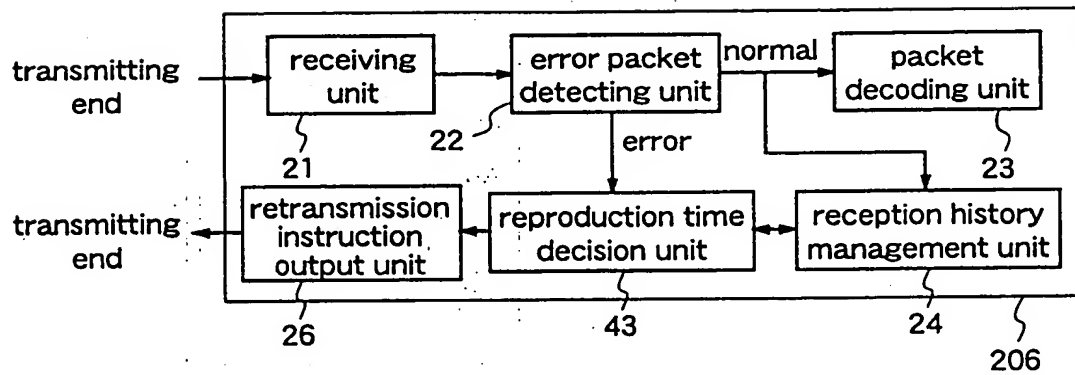 transmitting
end
receiving
unit
21
error packet
detecting unit
22
normal
packet
decoding unit
23
error
transmitting
end
retransmission
instruction
output unit
26
reproduction time
decision unit
43
reception history
management unit
24
206